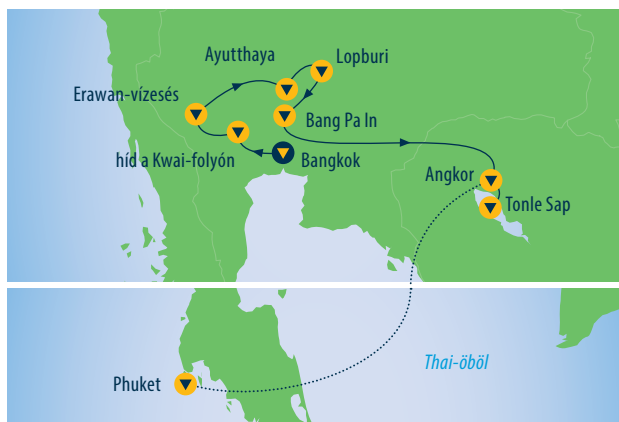 Ayutthaya
Lopburi
Erawan-vízesés
Bang Pa In
híd a Kwai-folyón
Bangkok
Angkor
Tonle Sap
Thai-öböl
Phuket